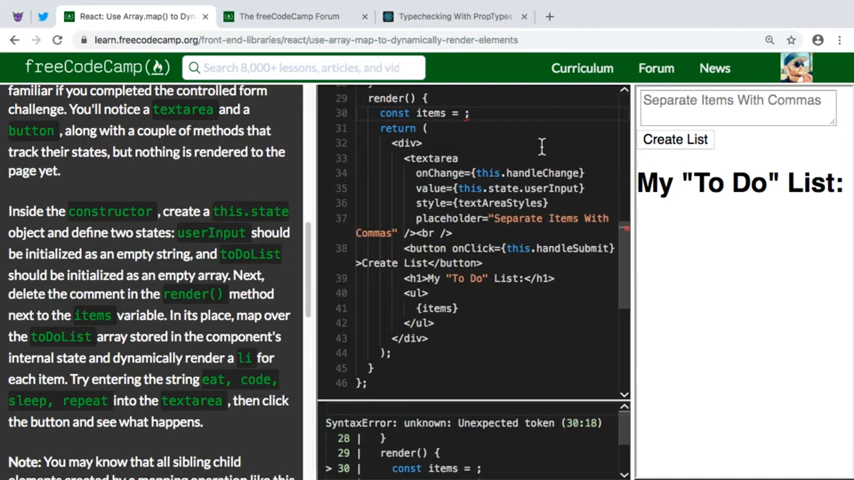 React: Use Array.map() to Dyn
The freeCodeCamp Forum
Typechecking With PropTypes
learn.freecodecamp.org/front-end-libraries/react/use-array-map-to-dynamically-render-elements
freeCodeCamp
Search 8,000+ lessons, articles, and vid
Curriculum
Forum
News
familiar if you completed the controlled form
challenge. You'll notice a textarea and a
button , along with a couple of methods that
track their states, but nothing is rendered to the
page yet.
Inside the constructor , create a this.state
object and define two states: userInput should
be initialized as an empty string, and toDoList
should be initialized as an empty array. Next,
delete the comment in the render() method
next to the items variable. In its place, map over
the toDoList array stored in the component's
internal state and dynamically render a li for
each item. Try entering the string eat, code,
sleep, repeat into the textarea , then click
the button and see what happens.
Note: You may know that all sibling child
29 render() {
30 const items = ;
31 return (
32 <div>
33 <textarea
34 onChange={this.handleChange}
35 value={this.state.userInput}
36 style={textAreaStyles}
37 placeholder="Separate Items With
Commas" /><br />
38 <button onClick={this.handleSubmit}
>Create List</button>
39 <h1>My "To Do" List:</h1>
40 <ul>
41 {items}
42 </ul>
43 </div>
44 );
45 }
46 };
SyntaxError: unknown: Unexpected token (30:18)
28 | }
29 | render() {
> 30 | const items = ;
Separate Items With Commas
Create List
My "To Do" List: